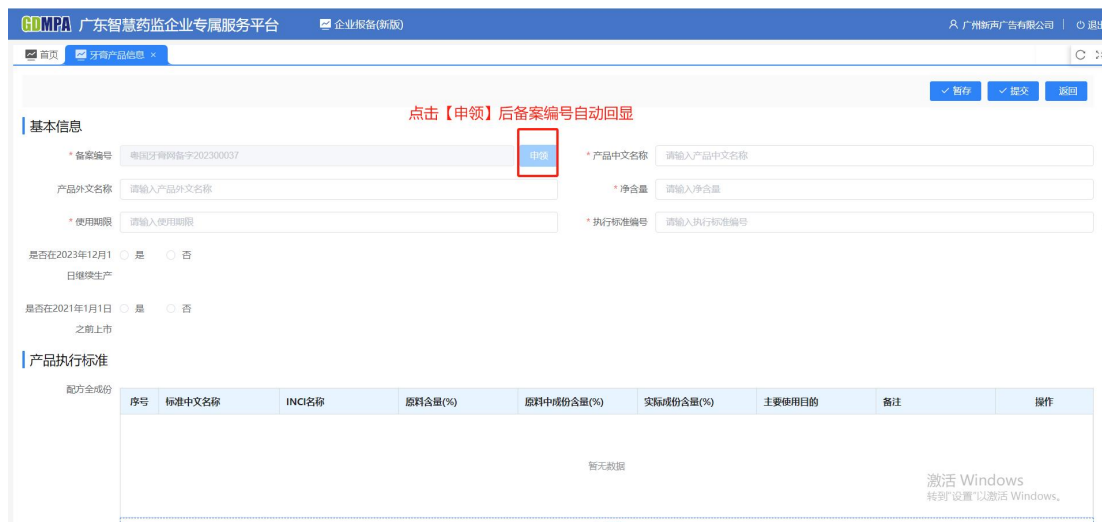 GDMPA 广东智慧药监企业专属服务平台 企业报备(新版) 广州新声广告有限公司 退出
首页 牙膏产品信息 ×
暂存 提交 返回
点击【申领】后备案编号自动回显
基本信息
* 备案编号 粤国牙膏网备字202300037 申领 * 产品中文名称 请输入产品中文名称
产品外文名称 请输入产品外文名称 * 净含量 请输入净含量
* 使用期限 请输入使用期限 * 执行标准编号 请输入执行标准编号
是否在2023年12月1 是 否
日继续生产
是否在2021年1月1日 是 否
之前上市
产品执行标准
配方全成份
序号 标准中文名称 INCI名称 原料含量(%) 原料中成份含量(%) 实际成份含量(%) 主要使用目的 备注 操作
暂无数据
激活 Windows
转到"设置"以激活 Windows。